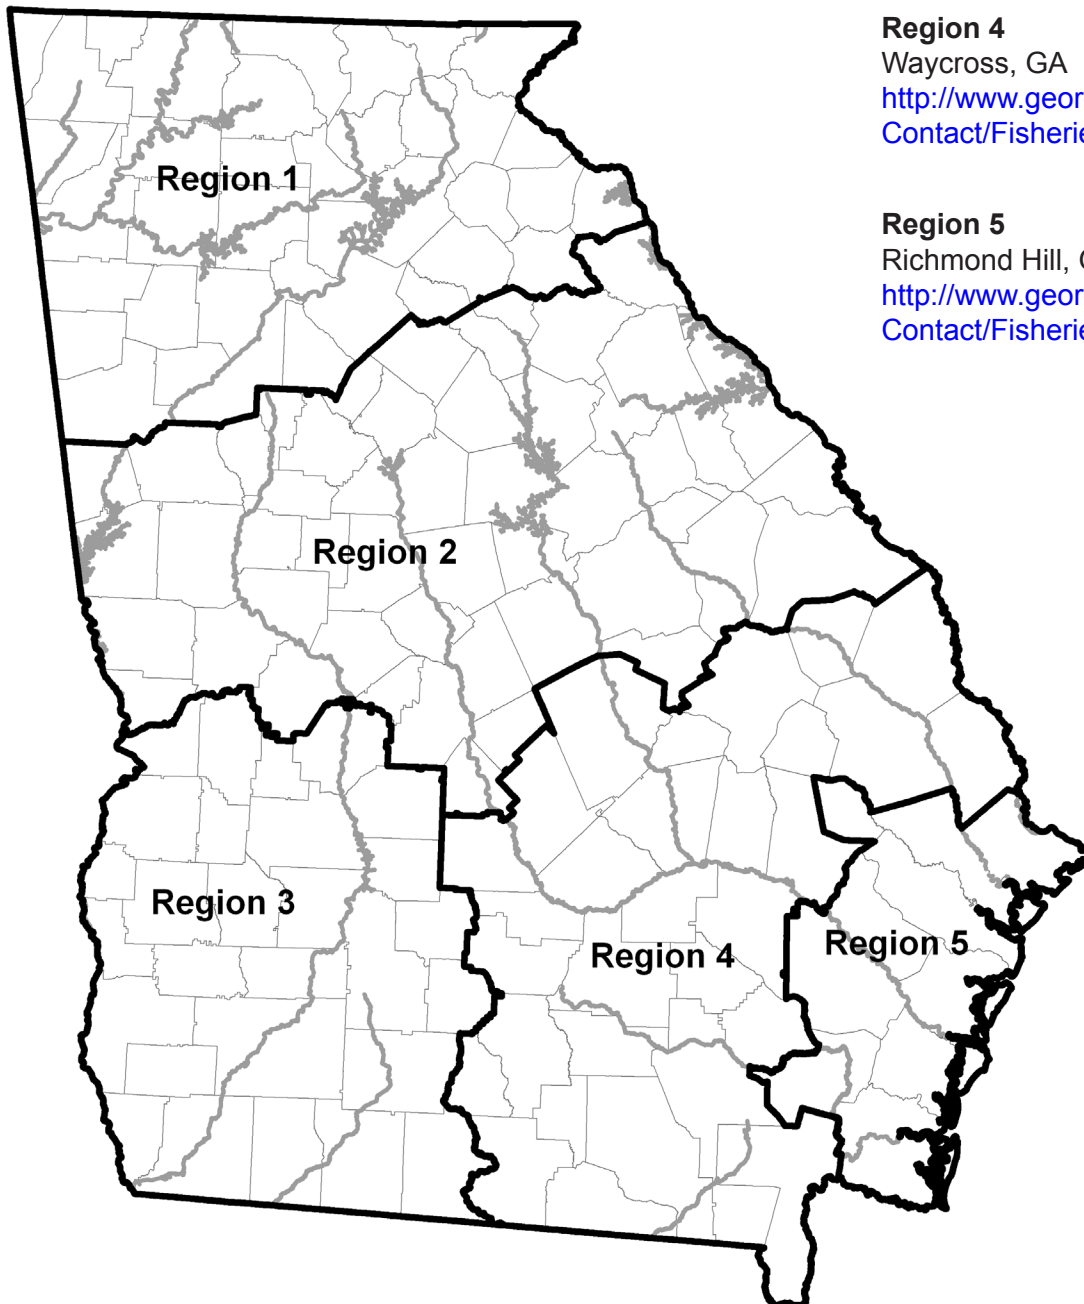 Region 4
Waycross, GA
http://www.geor
Contact/Fisherie
Region 5
Richmond Hill,
http://www.geor
Contact/Fisherie
Region 1
Region 2
Region 3
Region 4
Region 5